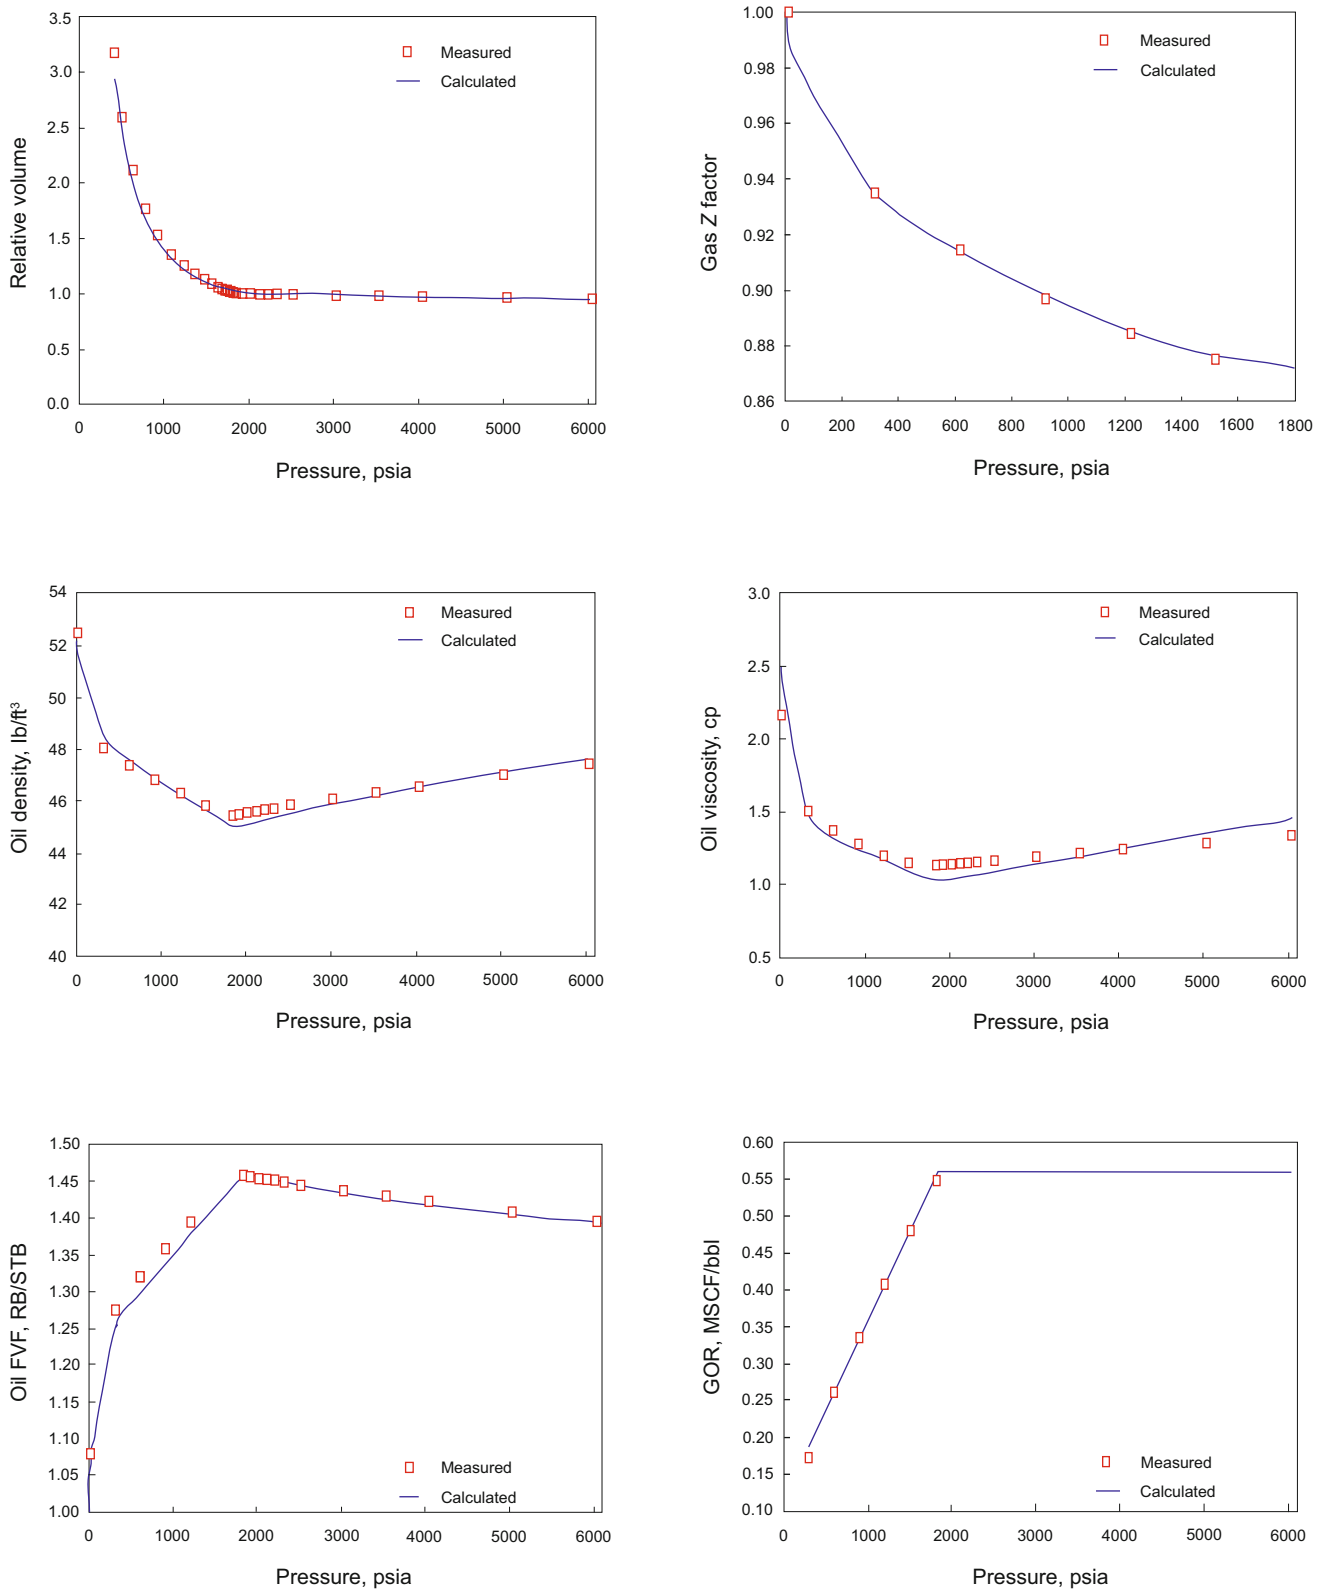 3.5
3.0
2.5
2.0
1.5
1.0
0.5
0.0
Relative volume
Measured
Calculated
0 1000 2000 3000 4000 5000 6000
Pressure, psia
1.00
0.98
0.96
0.94
0.92
0.90
0.88
0.86
Gas Z factor
Measured
Calculated
0 200 400 600 800 1000 1200 1400 1600 1800
Pressure, psia
54
52
50
48
46
44
42
40
Oil density, lb/ft³
Measured
Calculated
0 1000 2000 3000 4000 5000 6000
Pressure, psia
3.0
2.5
2.0
1.5
1.0
0.5
Oil viscosity, cp
Measured
Calculated
0 1000 2000 3000 4000 5000 6000
Pressure, psia
1.50
1.45
1.40
1.35
1.30
1.25
1.20
1.15
1.10
1.05
1.00
Oil FVF, RB/STB
Measured
Calculated
0 1000 2000 3000 4000 5000 6000
Pressure, psia
0.60
0.55
0.50
0.45
0.40
0.35
0.30
0.25
0.20
0.15
0.10
GOR, MSCF/bbl
Measured
Calculated
0 1000 2000 3000 4000 5000 6000
Pressure, psia